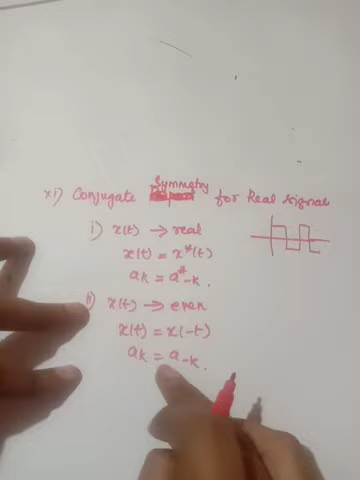 xi) Conjugate Symmetry for Real signal
i) x(t) → real
x(t) = x*(t)
ak = a*-k.
ii) x(t) → even
x(t) = x(-t)
ak = a-k.